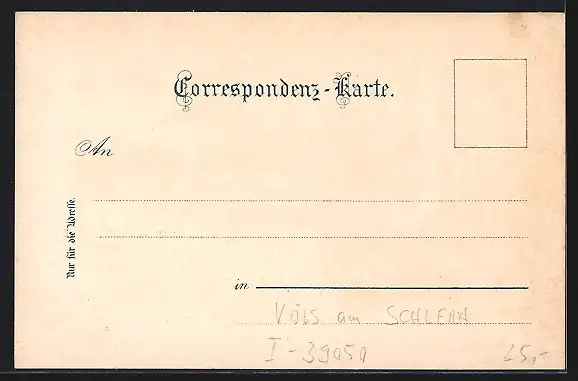 Correspondenz-Karte.
An
Nur für die Adresse.
in
VÖLS am SCHLERN
I-39050
25,-